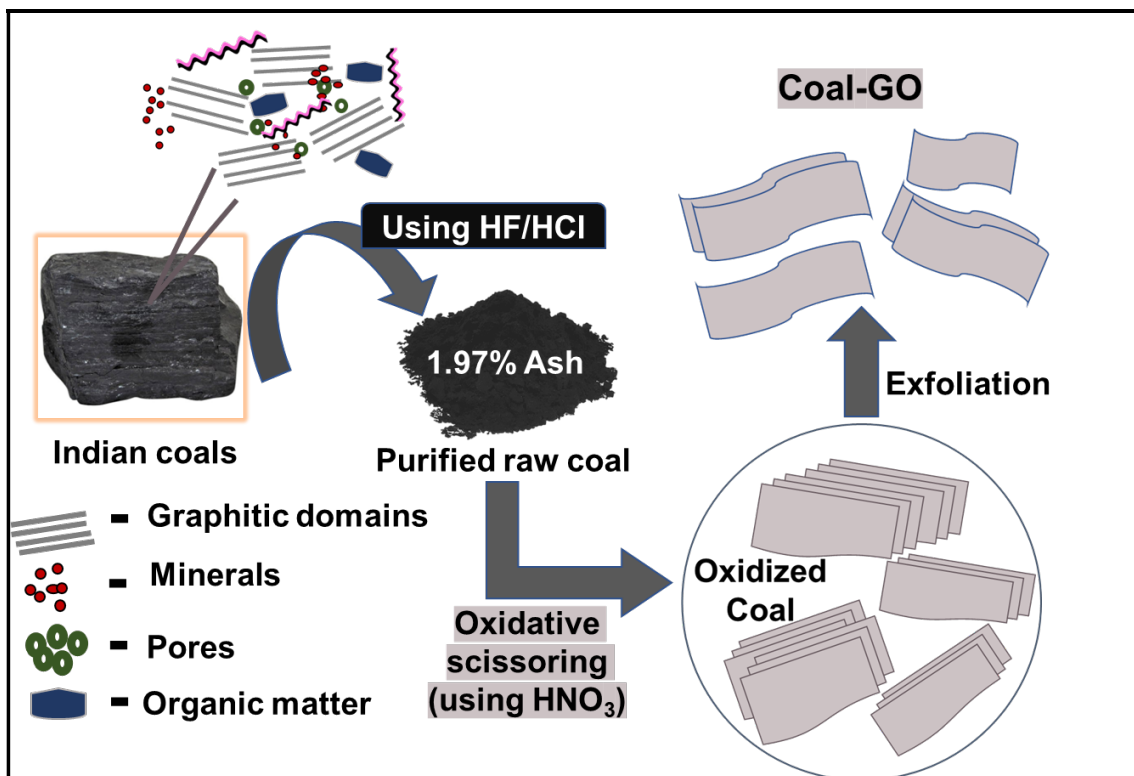 Coal-GO
Using HF/HCl
1.97% Ash
Exfoliation
Indian coals
Purified raw coal
- Graphitic domains
- Minerals
- Pores
- Organic matter
Oxidative
scissoring
(using HNO₃)
Oxidized
Coal